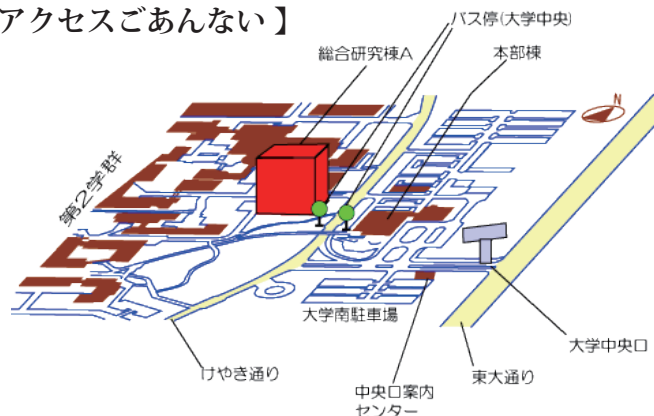 アクセスごあんない】
バス停(大学中央)
総合研究棟A
本部棟
N
第2学群
大学南駐車場
大学中央口
けやき通り
東大通り
中央口案内
センター